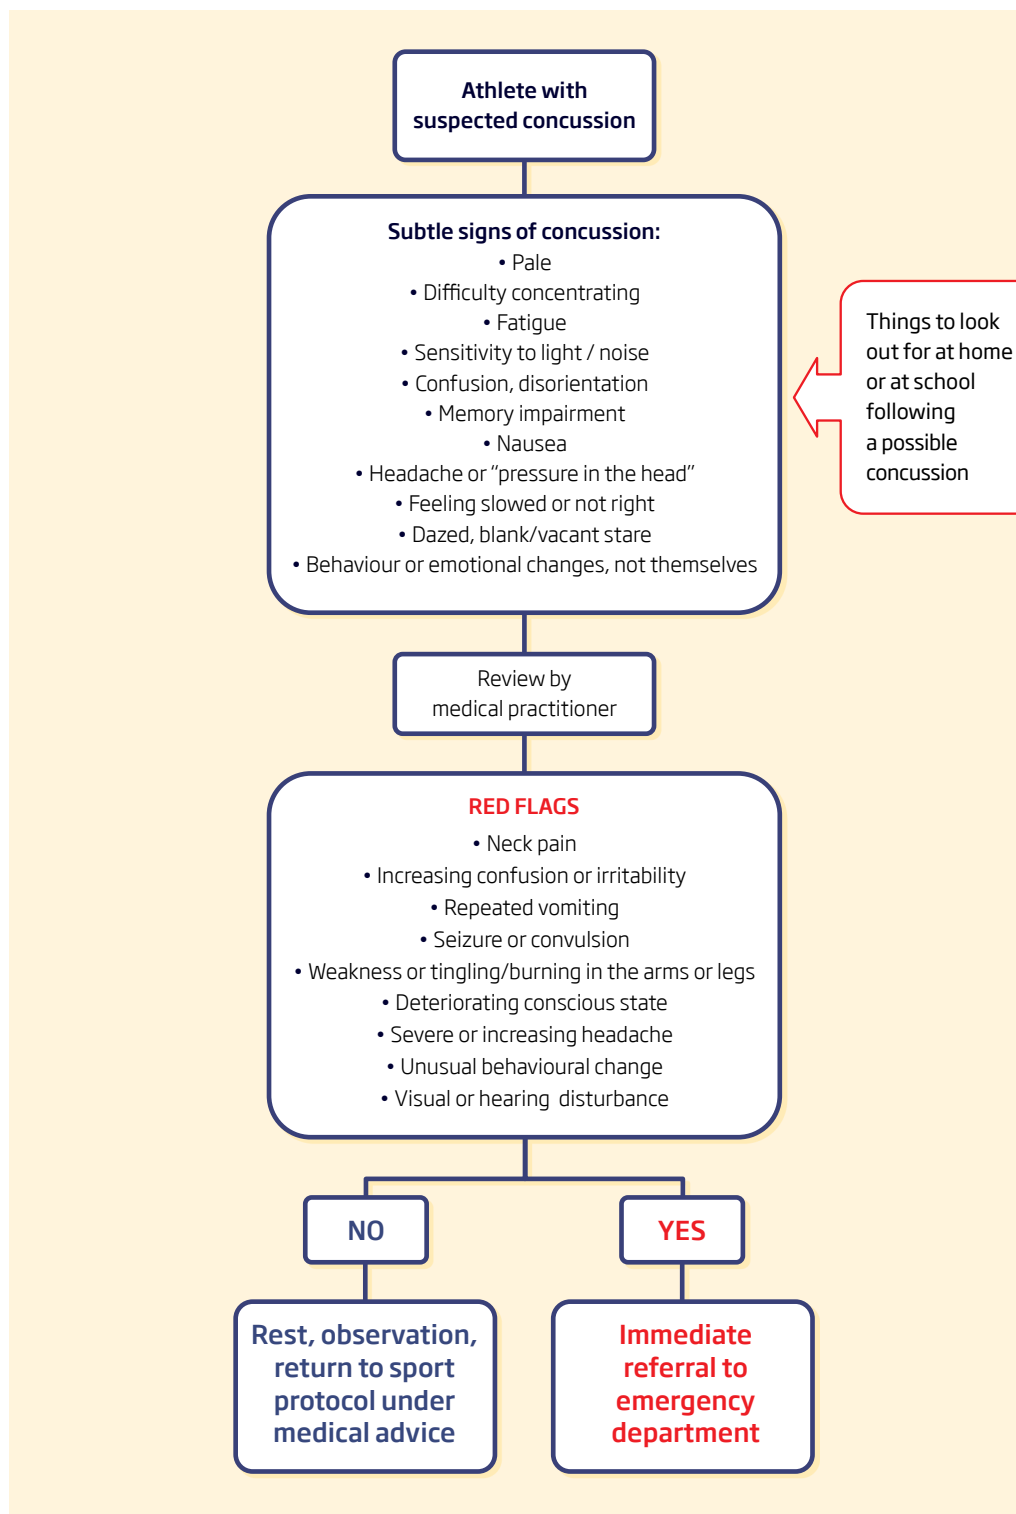 Athlete with
suspected concussion
Subtle signs of concussion:
• Pale
• Difficulty concentrating
• Fatigue
• Sensitivity to light / noise
• Confusion, disorientation
• Memory impairment
• Nausea
• Headache or “pressure in the head”
• Feeling slowed or not right
• Dazed, blank/vacant stare
• Behaviour or emotional changes, not themselves
Things to look
out for at home
or at school
following
a possible
concussion
Review by
medical practitioner
RED FLAGS
• Neck pain
• Increasing confusion or irritability
• Repeated vomiting
• Seizure or convulsion
• Weakness or tingling/burning in the arms or legs
• Deteriorating conscious state
• Severe or increasing headache
• Unusual behavioural change
• Visual or hearing disturbance
NO
YES
Rest, observation,
return to sport
protocol under
medical advice
Immediate
referral to
emergency
department